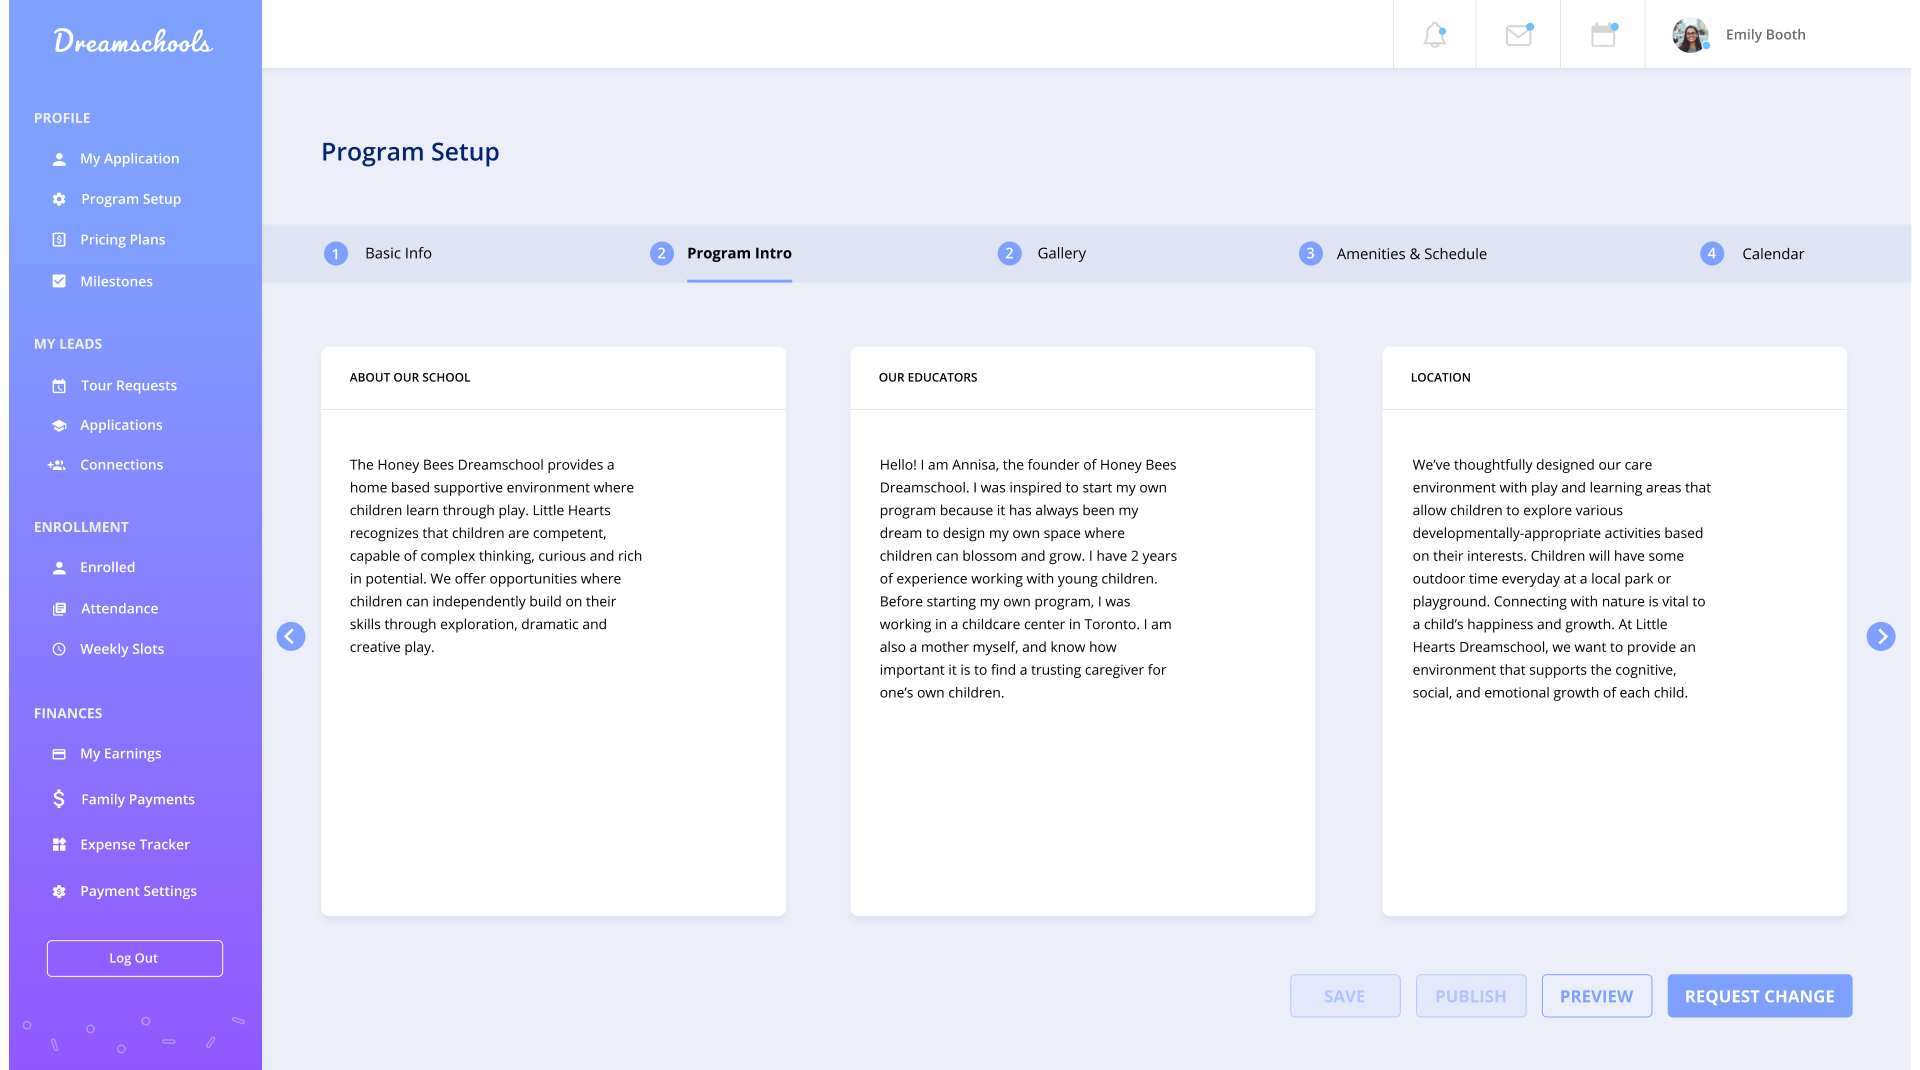 Dreamschools
Emily Booth
PROFILE
My Application
Program Setup
Pricing Plans
Milestones
MY LEADS
Tour Requests
Applications
Connections
ENROLLMENT
Enrolled
Attendance
Weekly Slots
FINANCES
My Earnings
Family Payments
Expense Tracker
Payment Settings
Log Out
Program Setup
1 Basic Info
2 Program Intro
2 Gallery
3 Amenities & Schedule
4 Calendar
ABOUT OUR SCHOOL
The Honey Bees Dreamschool provides a
home based supportive environment where
children learn through play. Little Hearts
recognizes that children are competent,
capable of complex thinking, curious and rich
in potential. We offer opportunities where
children can independently build on their
skills through exploration, dramatic and
creative play.
OUR EDUCATORS
Hello! I am Annisa, the founder of Honey Bees
Dreamschool. I was inspired to start my own
program because it has always been my
dream to design my own space where
children can blossom and grow. I have 2 years
of experience working with young children.
Before starting my own program, I was
working in a childcare center in Toronto. I am
also a mother myself, and know how
important it is to find a trusting caregiver for
one’s own children.
LOCATION
We’ve thoughtfully designed our care
environment with play and learning areas that
allow children to explore various
developmentally-appropriate activities based
on their interests. Children will have some
outdoor time everyday at a local park or
playground. Connecting with nature is vital to
a child’s happiness and growth. At Little
Hearts Dreamschool, we want to provide an
environment that supports the cognitive,
social, and emotional growth of each child.
SAVE
PUBLISH
PREVIEW
REQUEST CHANGE